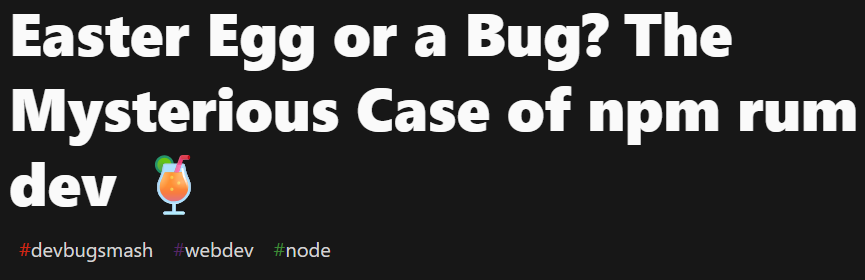 Easter Egg or a Bug? The
Mysterious Case of npm rum
dev 🍹
#devbugsmash #webdev #node